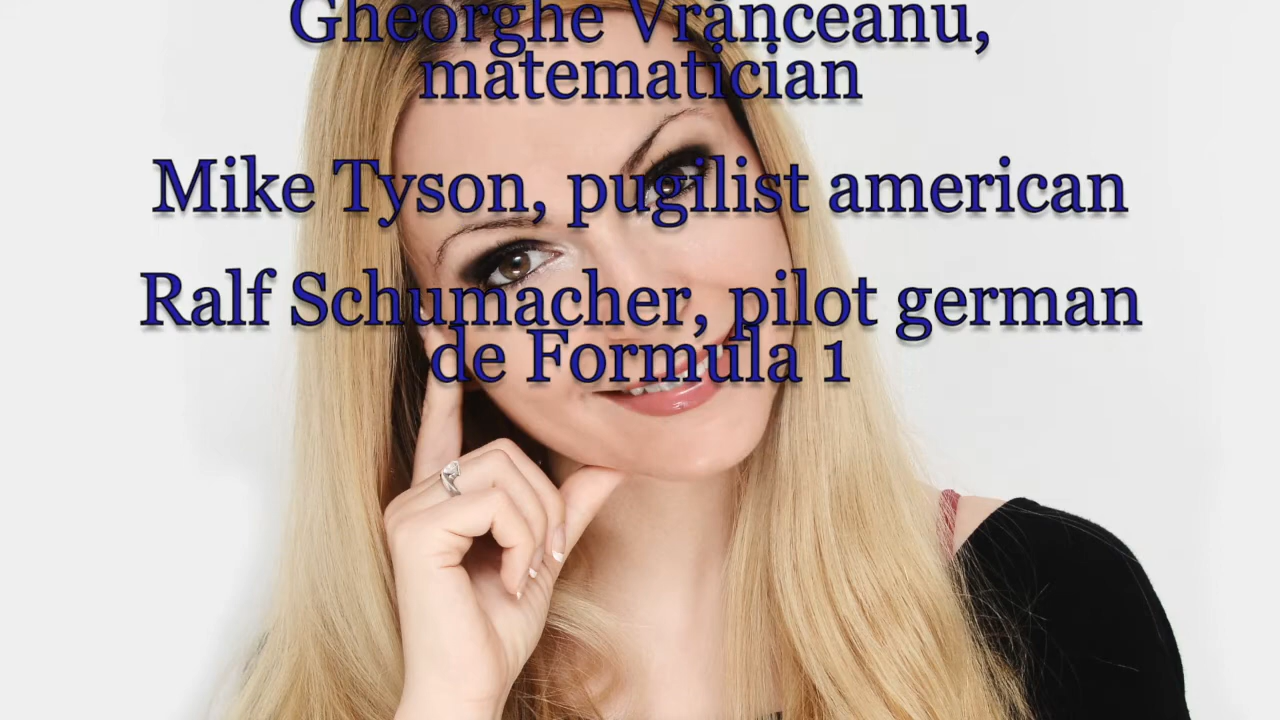 Gheorghe Vrănceanu,
matematician
Mike Tyson, pugilist american
Ralf Schumacher, pilot german
de Formula 1